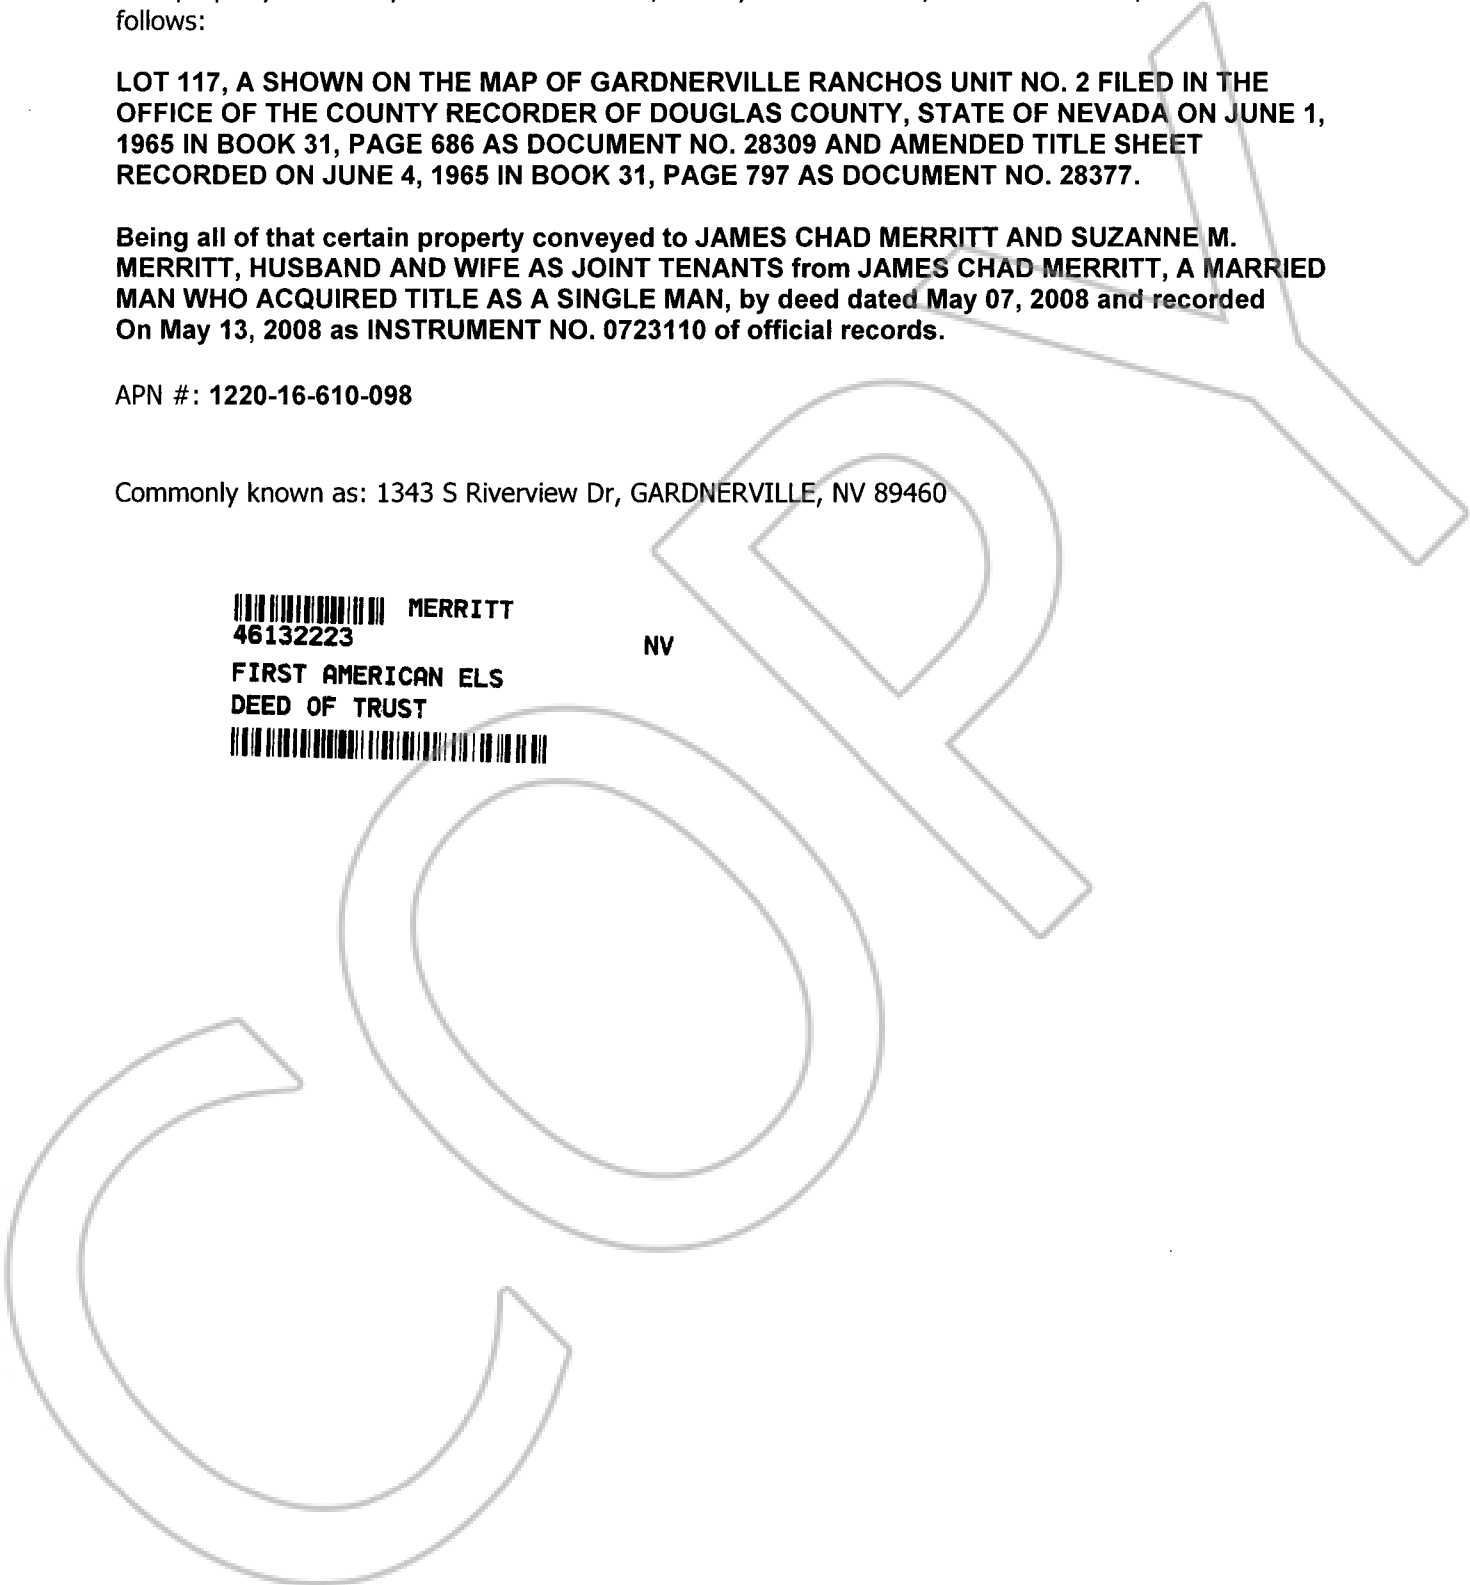 follows:
LOT 117, A SHOWN ON THE MAP OF GARDNERVILLE RANCHOS UNIT NO. 2 FILED IN THE
OFFICE OF THE COUNTY RECORDER OF DOUGLAS COUNTY, STATE OF NEVADA ON JUNE 1,
1965 IN BOOK 31, PAGE 686 AS DOCUMENT NO. 28309 AND AMENDED TITLE SHEET
RECORDED ON JUNE 4, 1965 IN BOOK 31, PAGE 797 AS DOCUMENT NO. 28377.
Being all of that certain property conveyed to JAMES CHAD MERRITT AND SUZANNE M.
MERRITT, HUSBAND AND WIFE AS JOINT TENANTS from JAMES CHAD MERRITT, A MARRIED
MAN WHO ACQUIRED TITLE AS A SINGLE MAN, by deed dated May 07, 2008 and recorded
On May 13, 2008 as INSTRUMENT NO. 0723110 of official records.
APN #: 1220-16-610-098
Commonly known as: 1343 S Riverview Dr, GARDNERVILLE, NV 89460
MERRITT
46132223
NV
FIRST AMERICAN ELS
DEED OF TRUST
COPY